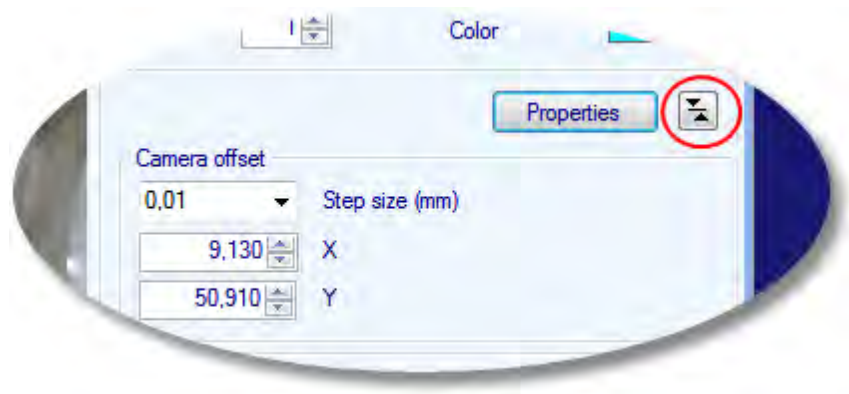 Color
Properties
Camera offset
0,01 Step size (mm)
9,130 X
50,910 Y